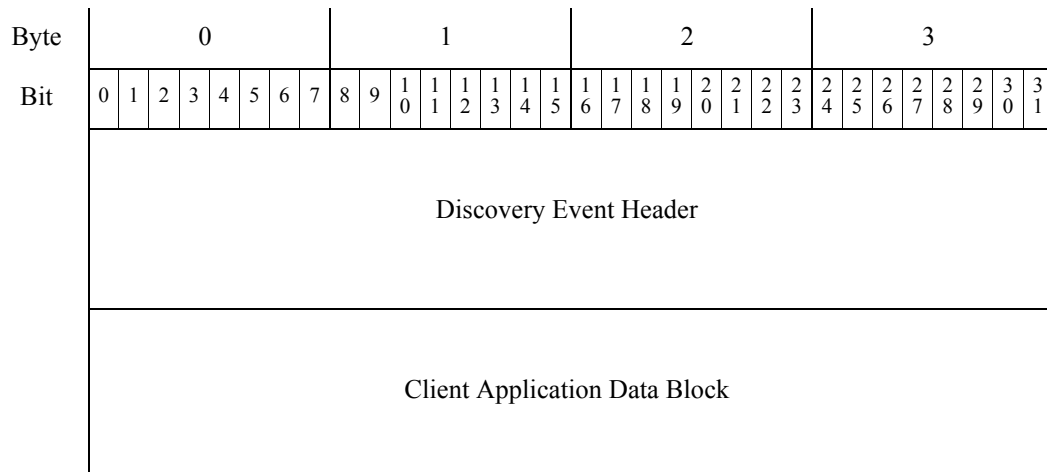 Byte 0 1 2 3
Bit 0 1 2 3 4 5 6 7 8 9 10 11 12 13 14 15 16 17 18 19 20 21 22 23 24 25 26 27 28 29 30 31
Discovery Event Header
Client Application Data Block